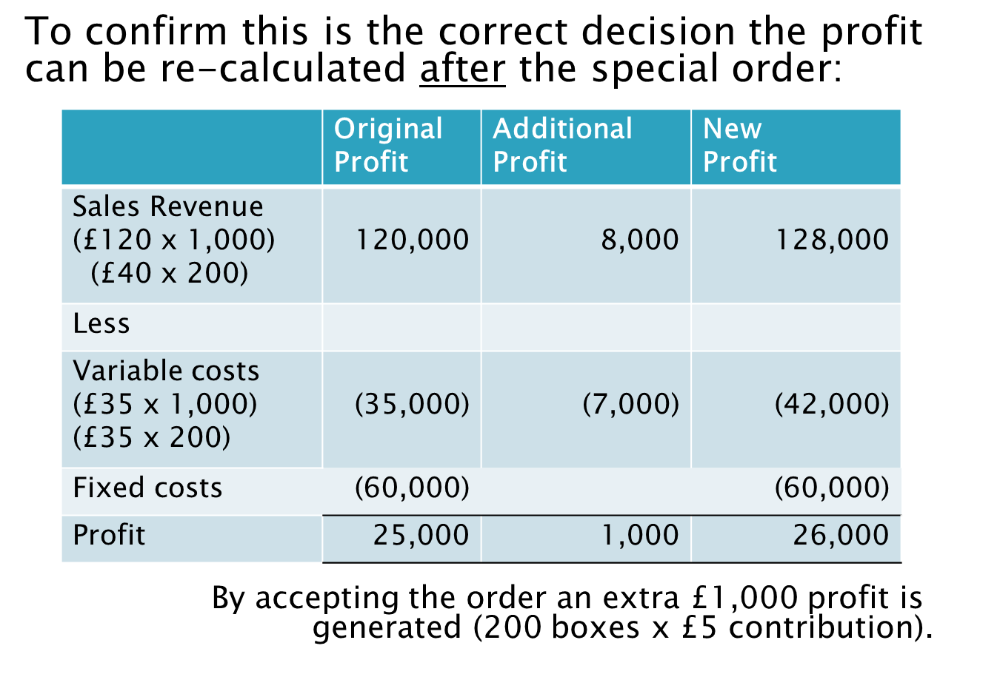 To confirm this is the correct decision the profit
can be re-calculated after the special order:
Original Profit
Additional Profit
New Profit
Sales Revenue
(£120 x 1,000) 120,000 8,000 128,000
(£40 x 200)
Less
Variable costs
(£35 x 1,000) (35,000) (7,000) (42,000)
(£35 x 200)
Fixed costs (60,000) (60,000)
Profit 25,000 1,000 26,000
By accepting the order an extra £1,000 profit is
generated (200 boxes x £5 contribution).